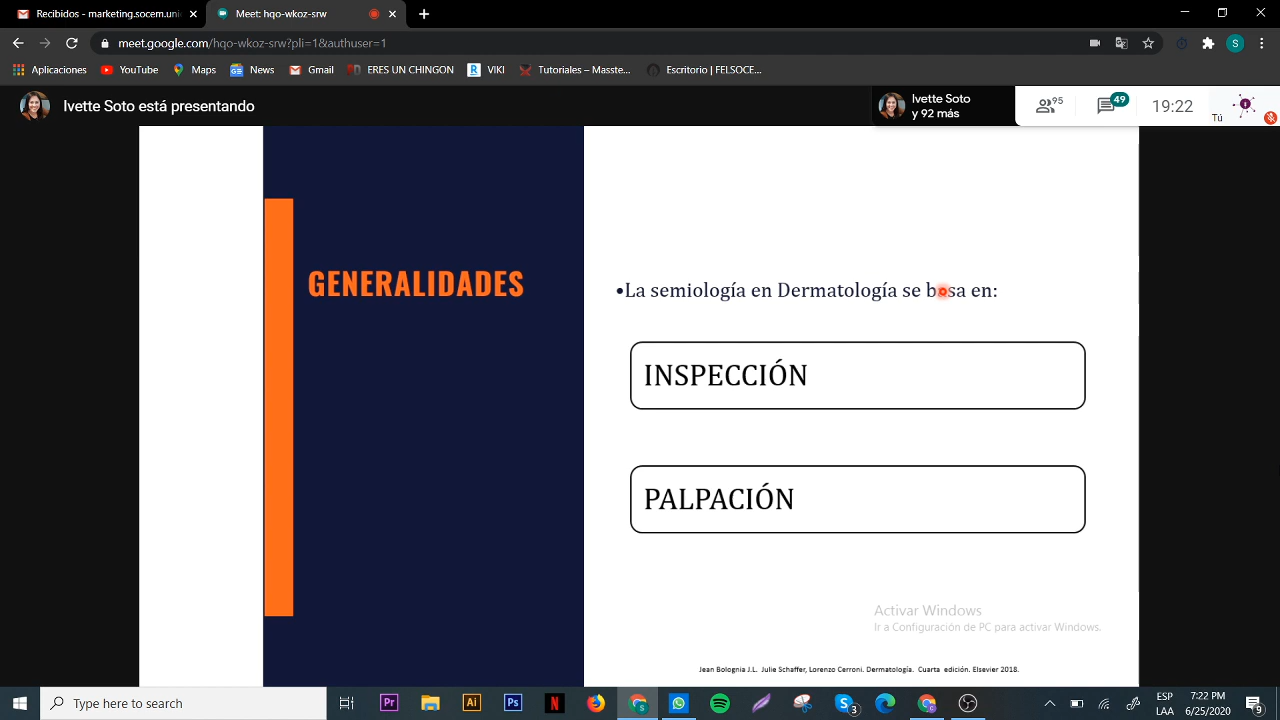 Recibidos - marketing.somem@g
Meet: hqo-wkoz-srw
meet.google.com/hqo-wkoz-srw?pli=1&authuser=1
Aplicaciones
YouTube
Maps
News
Gmail
ERES UN CHINGON
VIKI
Tutoriales – Masste...
Escritorio | FELSOC...
Ivette Soto está presentando
Ivette Soto
y 92 más
95
49
19:22
Tú
GENERALIDADES
•La semiología en Dermatología se basa en:
INSPECCIÓN
PALPACIÓN
Activar Windows
Ir a Configuración de PC para activar Windows.
Jean Bolognia J.L. Julie Schaffer, Lorenzo Cerroni. Dermatología. Cuarta edición. Elsevier 2018.
Type here to search
ESP
LAA
7:22 PM
6/25/2020